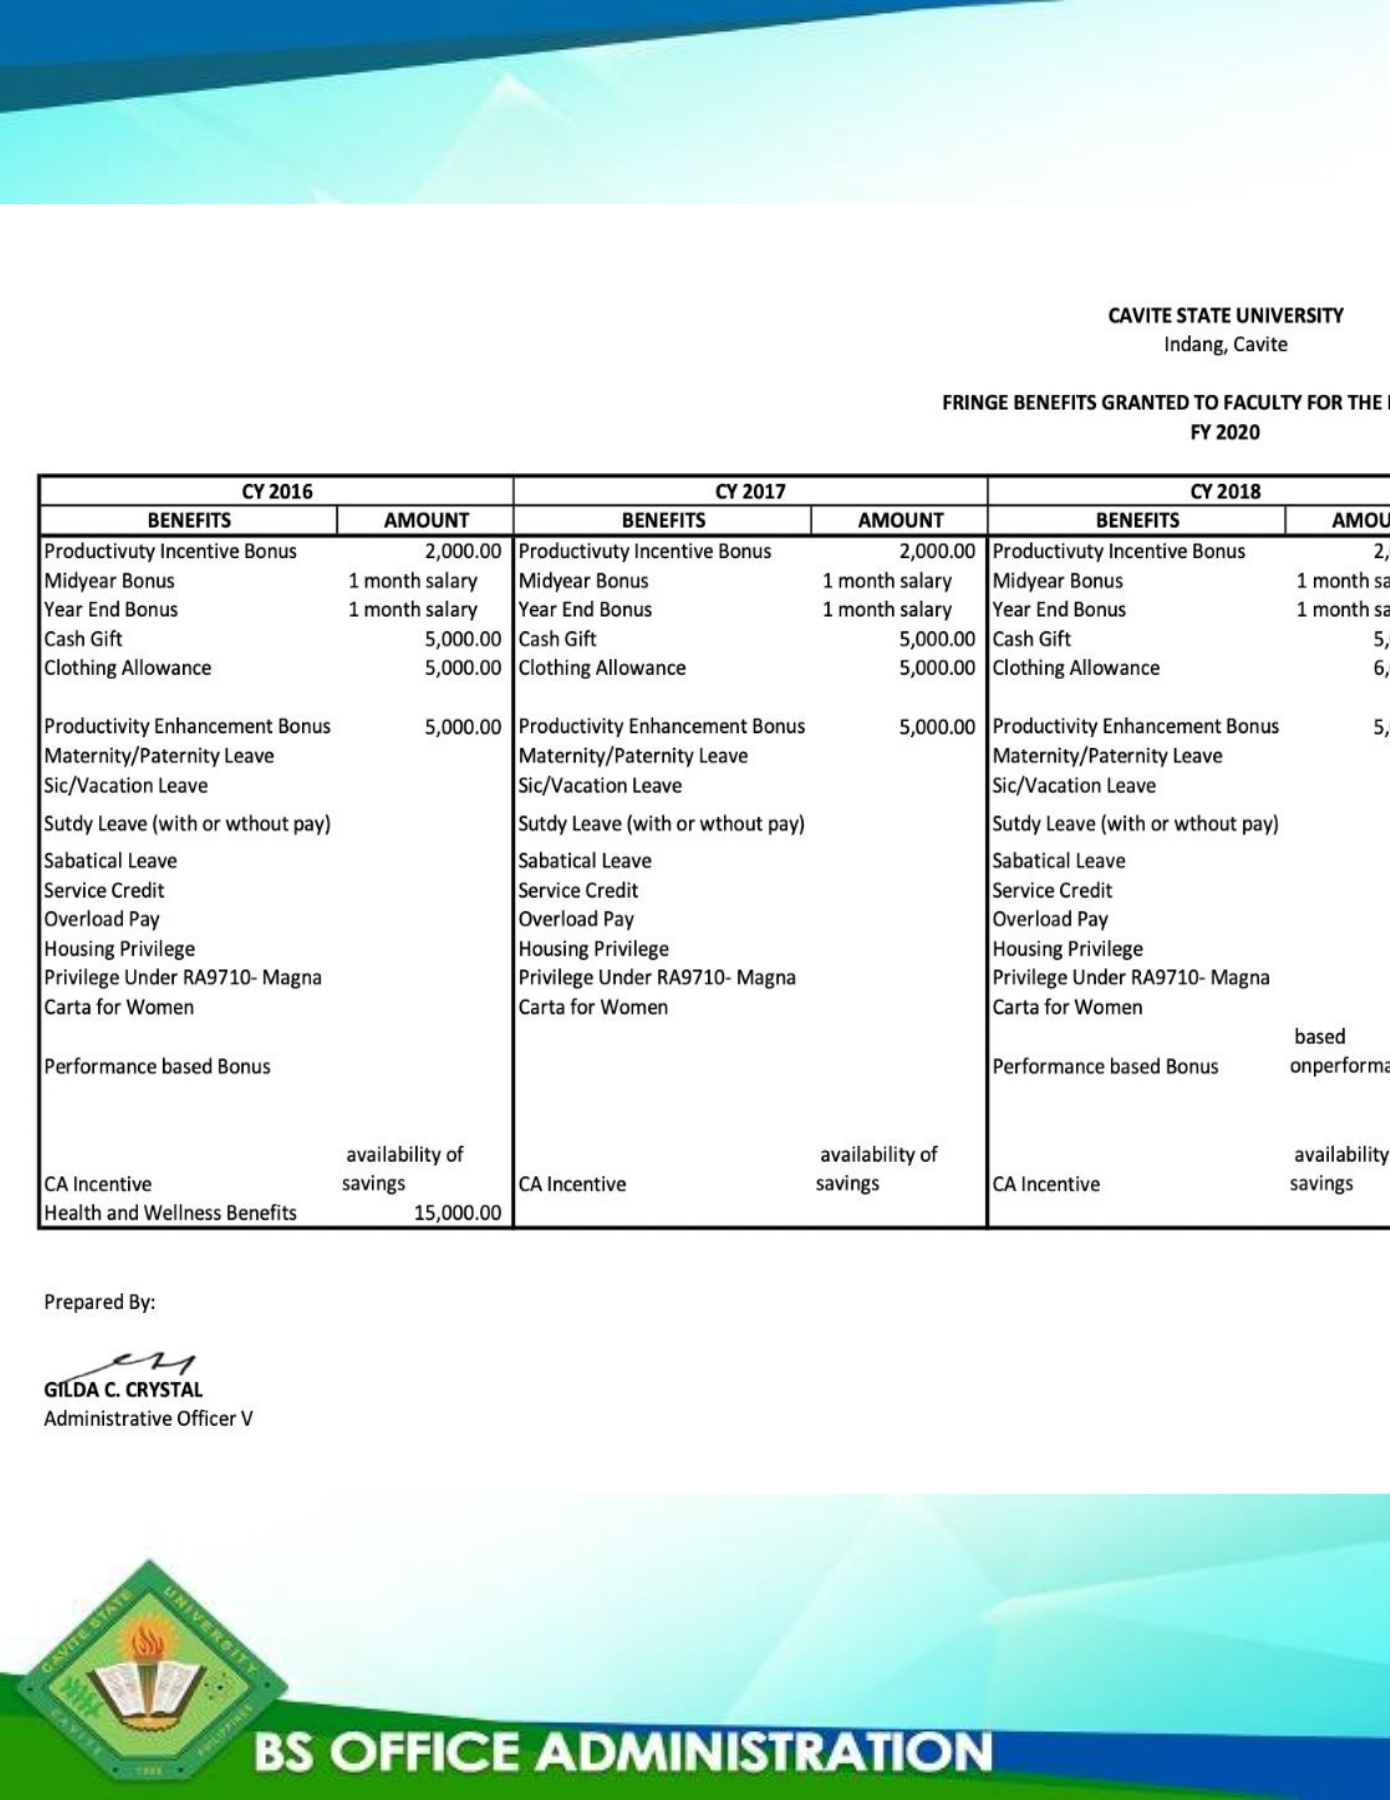 CAVITE STATE UNIVERSITY
Indang, Cavite
FRINGE BENEFITS GRANTED TO FACULTY FOR THE
FY 2020
CY 2016 CY 2017 CY 2018
BENEFITS AMOUNT BENEFITS AMOUNT BENEFITS AMOU
Productivuty Incentive Bonus 2,000.00 Productivuty Incentive Bonus 2,000.00 Productivuty Incentive Bonus 2,
Midyear Bonus 1 month salary Midyear Bonus 1 month salary Midyear Bonus 1 month sa
Year End Bonus 1 month salary Year End Bonus 1 month salary Year End Bonus 1 month sa
Cash Gift 5,000.00 Cash Gift 5,000.00 Cash Gift 5,
Clothing Allowance 5,000.00 Clothing Allowance 5,000.00 Clothing Allowance 6,
Productivity Enhancement Bonus 5,000.00 Productivity Enhancement Bonus 5,000.00 Productivity Enhancement Bonus 5,
Maternity/Paternity Leave Maternity/Paternity Leave Maternity/Paternity Leave
Sic/Vacation Leave Sic/Vacation Leave Sic/Vacation Leave
Sutdy Leave (with or wthout pay) Sutdy Leave (with or wthout pay) Sutdy Leave (with or wthout pay)
Sabatical Leave Sabatical Leave Sabatical Leave
Service Credit Service Credit Service Credit
Overload Pay Overload Pay Overload Pay
Housing Privilege Housing Privilege Housing Privilege
Privilege Under RA9710- Magna Privilege Under RA9710- Magna Privilege Under RA9710- Magna
Carta for Women Carta for Women Carta for Women
based
Performance based Bonus Performance based Bonus onperforma
availability of availability of availability
CA Incentive savings CA Incentive savings CA Incentive savings
Health and Wellness Benefits 15,000.00
Prepared By:
GILDA C. CRYSTAL
Administrative Officer V
CAVITE STATE UNIVERSITY
CAVITE PHILIPPINES
BS OFFICE ADMINISTRATION